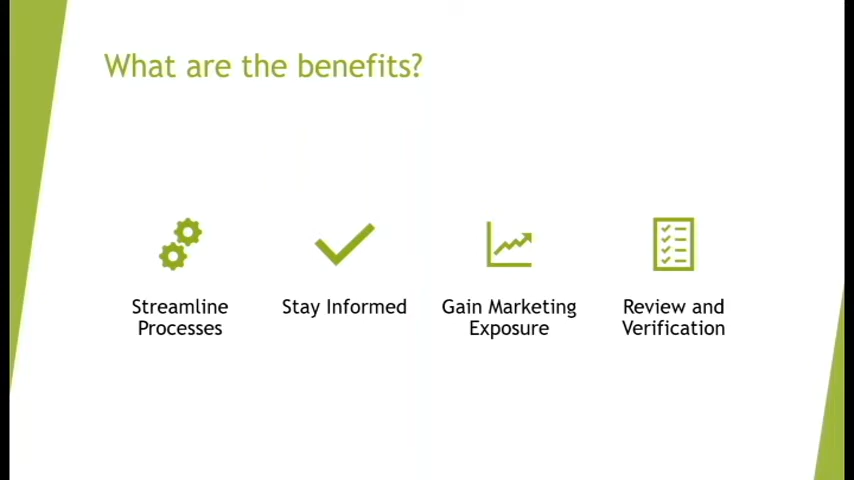 What are the benefits?
Streamline
Processes
Stay Informed
Gain Marketing
Exposure
Review and
Verification